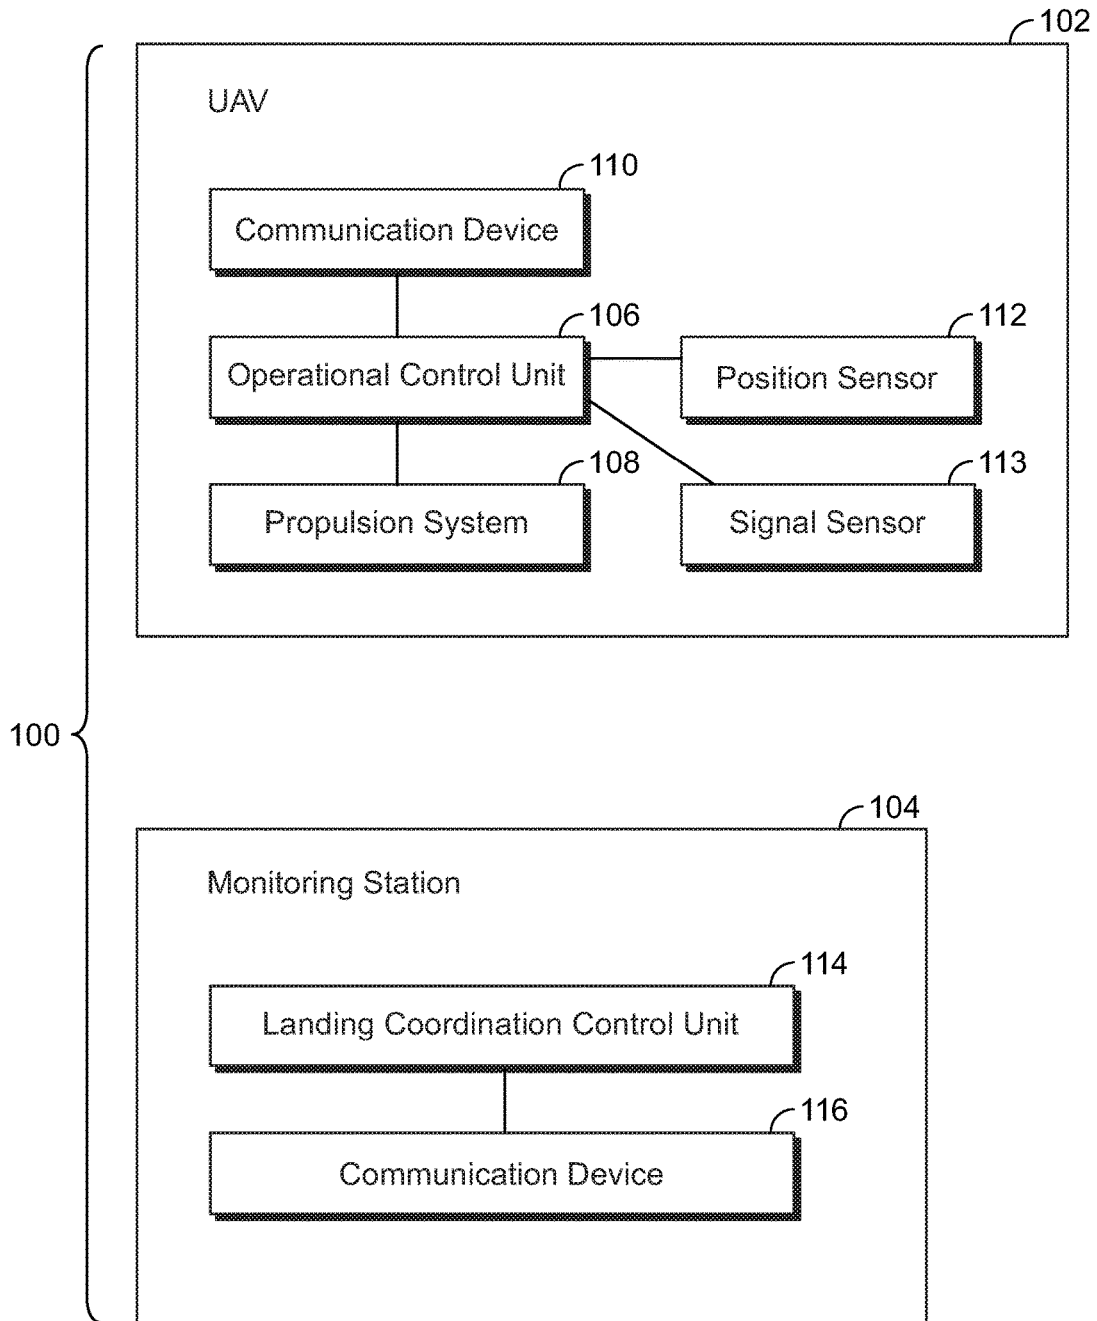 102
UAV
110
Communication Device
106
112
Operational Control Unit
Position Sensor
108
113
Propulsion System
Signal Sensor
100
104
Monitoring Station
114
Landing Coordination Control Unit
116
Communication Device